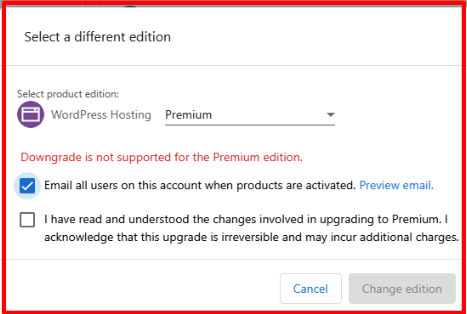 Select a different edition
Select product edition:
WordPress Hosting Premium
Downgrade is not supported for the Premium edition.
Email all users on this account when products are activated. Preview email.
I have read and understood the changes involved in upgrading to Premium. I
acknowledge that this upgrade is irreversible and may incur additional charges.
Cancel Change edition